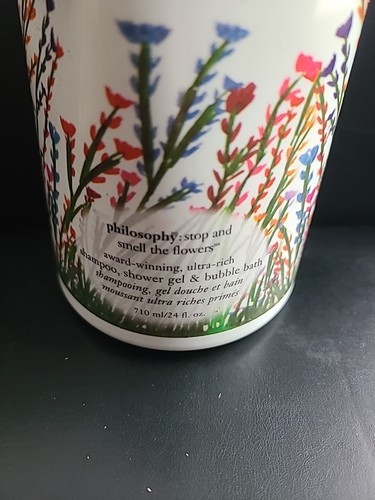 philosophy: stop and
smell the flowers™
award-winning, ultra-rich
shampoo, shower gel & bubble bath
shampooing, gel douche et bain
moussant ultra riches primés
710 ml/24 fl. oz.